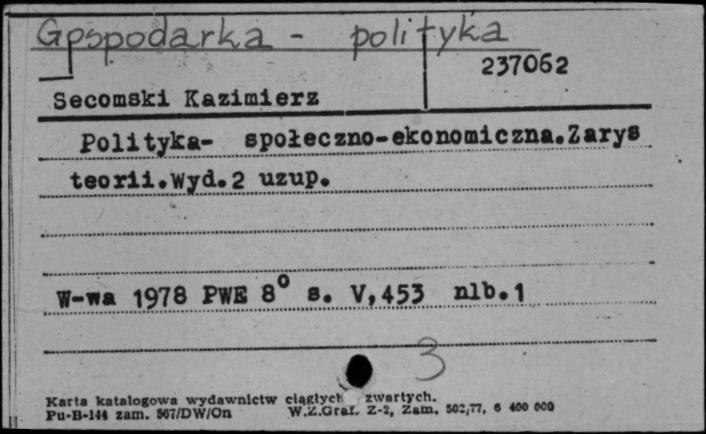 Gospodarka - polityka
237062
Secomski Kazimierz
Polityka- społeczno-ekonomiczna.Zarys
teorii.Wyd.2 uzup.
W-wa 1978 PWE 8° s. V,453 nlb.1
3
Karta katalogowa wydawnictw ciągłych zwartych.
Pu-B-144 zam. 567/DW/On W.Z.Graf. Z-2, Zam. 502/77, 6 400 000